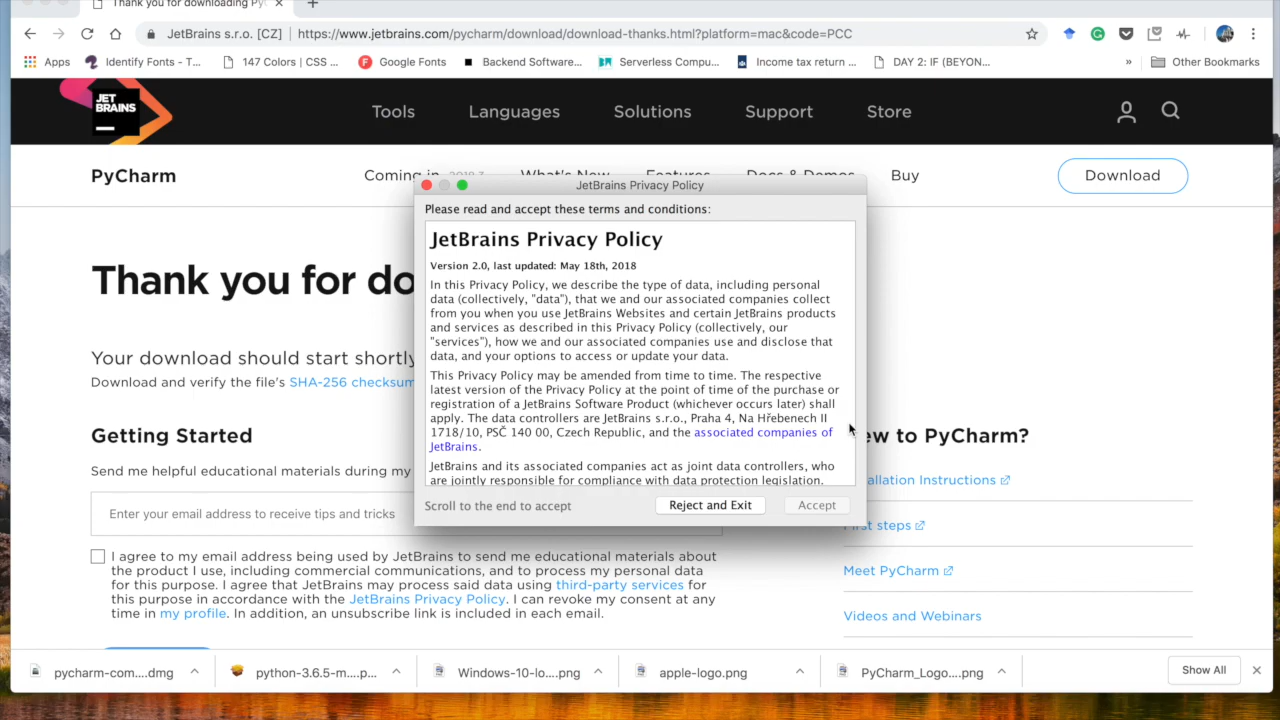 Thank you for downloading Py
JetBrains s.r.o. [CZ]
https://www.jetbrains.com/pycharm/download/download-thanks.html?platform=mac&code=PCC
Apps
Identify Fonts - T...
147 Colors | CSS ...
Google Fonts
Backend Software...
Serverless Compu...
Income tax return ...
DAY 2: IF (BEYON...
»
Other Bookmarks
JET
BRAINS
Tools
Languages
Solutions
Support
Store
PyCharm
Coming in 2018.3
What's New
Features
Docs & Demos
Buy
Download
JetBrains Privacy Policy
Please read and accept these terms and conditions:
JetBrains Privacy Policy
Version 2.0, last updated: May 18th, 2018
In this Privacy Policy, we describe the type of data, including personal
data (collectively, "data"), that we and our associated companies collect
from you when you use JetBrains Websites and certain JetBrains products
and services as described in this Privacy Policy (collectively, our
"services"), how we and our associated companies use and disclose that
data, and your options to access or update your data.
This Privacy Policy may be amended from time to time. The respective
latest version of the Privacy Policy at the point of time of the purchase or
registration of a JetBrains Software Product (whichever occurs later) shall
apply. The data controllers are JetBrains s.r.o., Praha 4, Na Hřebenech II
1718/10, PSČ 140 00, Czech Republic, and the associated companies of
JetBrains.
JetBrains and its associated companies act as joint data controllers, who
are jointly responsible for compliance with data protection legislation.
Scroll to the end to accept
Reject and Exit
Accept
Thank you for do
Your download should start shortly
Download and verify the file's SHA-256 checksum
Getting Started
Send me helpful educational materials during my
Enter your email address to receive tips and tricks
I agree to my email address being used by JetBrains to send me educational materials about
the product I use, including commercial communications, and to process my personal data
for this purpose. I agree that JetBrains may process said data using third-party services for
this purpose in accordance with the JetBrains Privacy Policy. I can revoke my consent at any
time in my profile. In addition, an unsubscribe link is included in each email.
ew to PyCharm?
allation Instructions
First steps
Meet PyCharm
Videos and Webinars
pycharm-com....dmg
python-3.6.5-m....p...
Windows-10-lo....png
apple-logo.png
PyCharm_Logo....png
Show All